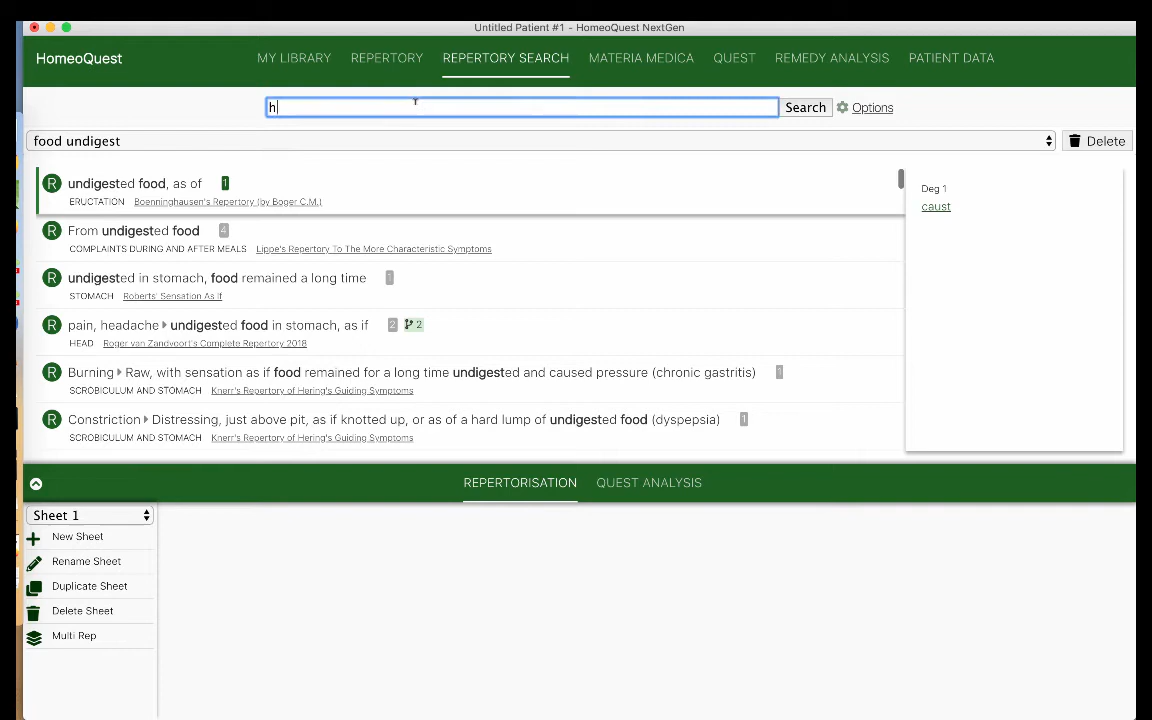 Untitled Patient #1 - HomeoQuest NextGen
HomeoQuest
MY LIBRARY REPERTORY REPERTORY SEARCH MATERIA MEDICA QUEST REMEDY ANALYSIS PATIENT DATA
h Search Options
food undigest Delete
R undigested food, as of 1
ERUCTATION Boenninghausen's Repertory (by Boger C.M.)
R From undigested food 4
COMPLAINTS DURING AND AFTER MEALS Lippe's Repertory To The More Characteristic Symptoms
R undigested in stomach, food remained a long time 1
STOMACH Roberts' Sensation As If
R pain, headache undigested food in stomach, as if 2 2
HEAD Roger van Zandvoort's Complete Repertory 2018
R Burning Raw, with sensation as if food remained for a long time undigested and caused pressure (chronic gastritis) 1
SCROBICULUM AND STOMACH Knerr's Repertory of Hering's Guiding Symptoms
R Constriction Distressing, just above pit, as if knotted up, or as of a hard lump of undigested food (dyspepsia) 1
SCROBICULUM AND STOMACH Knerr's Repertory of Hering's Guiding Symptoms
Deg 1
caust
REPERTORISATION QUEST ANALYSIS
Sheet 1
New Sheet
Rename Sheet
Duplicate Sheet
Delete Sheet
Multi Rep